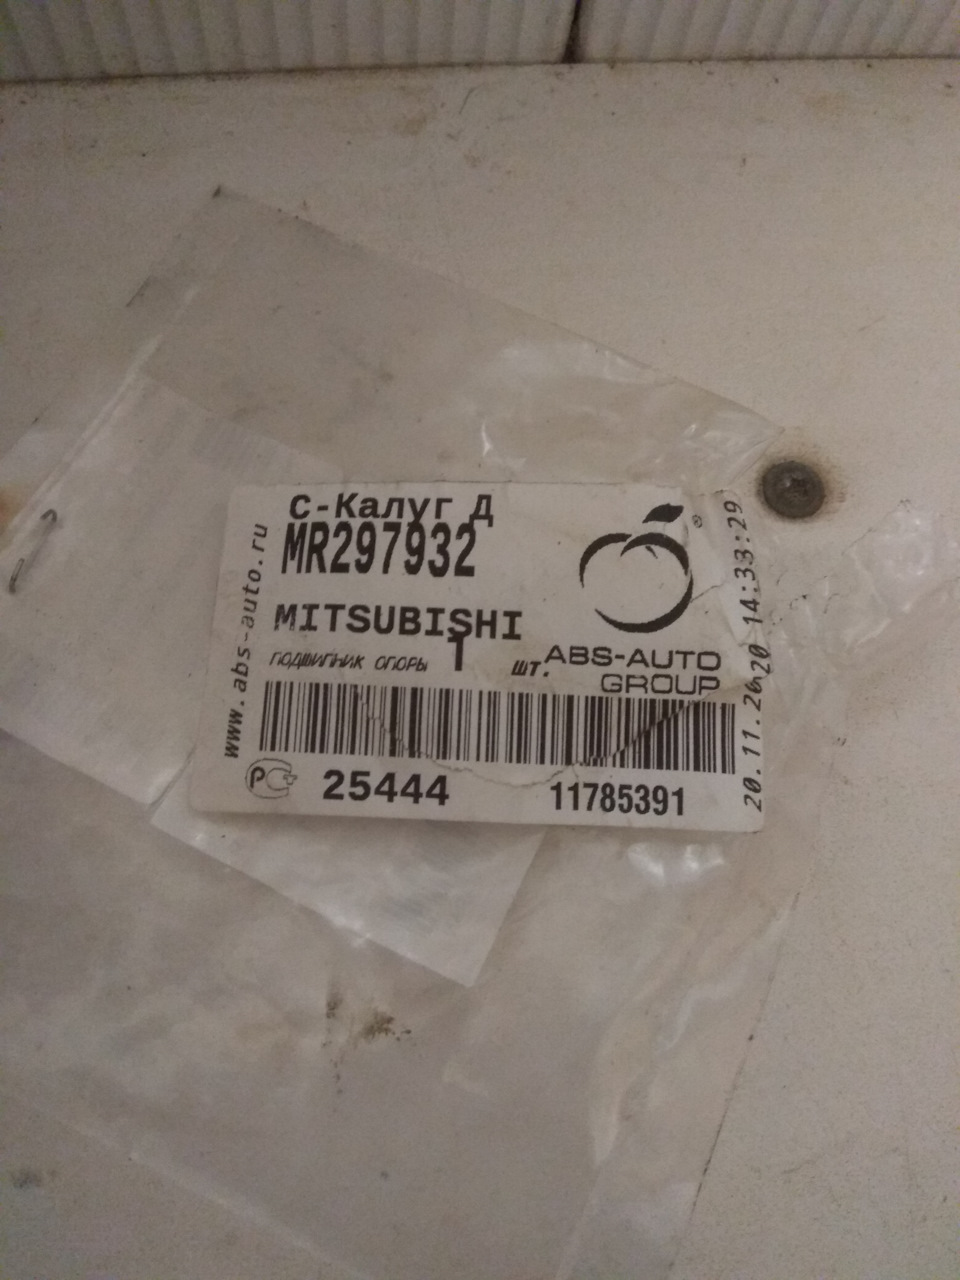 С-Калуг Д
MR297932
MITSUBISHI
ПОДШИПНИК ОПОРЫ 1 шт.
ABS-AUTO
GROUP
®
РС
25444
11785391
www.abs-auto.ru
20.11.2020 14:33:29